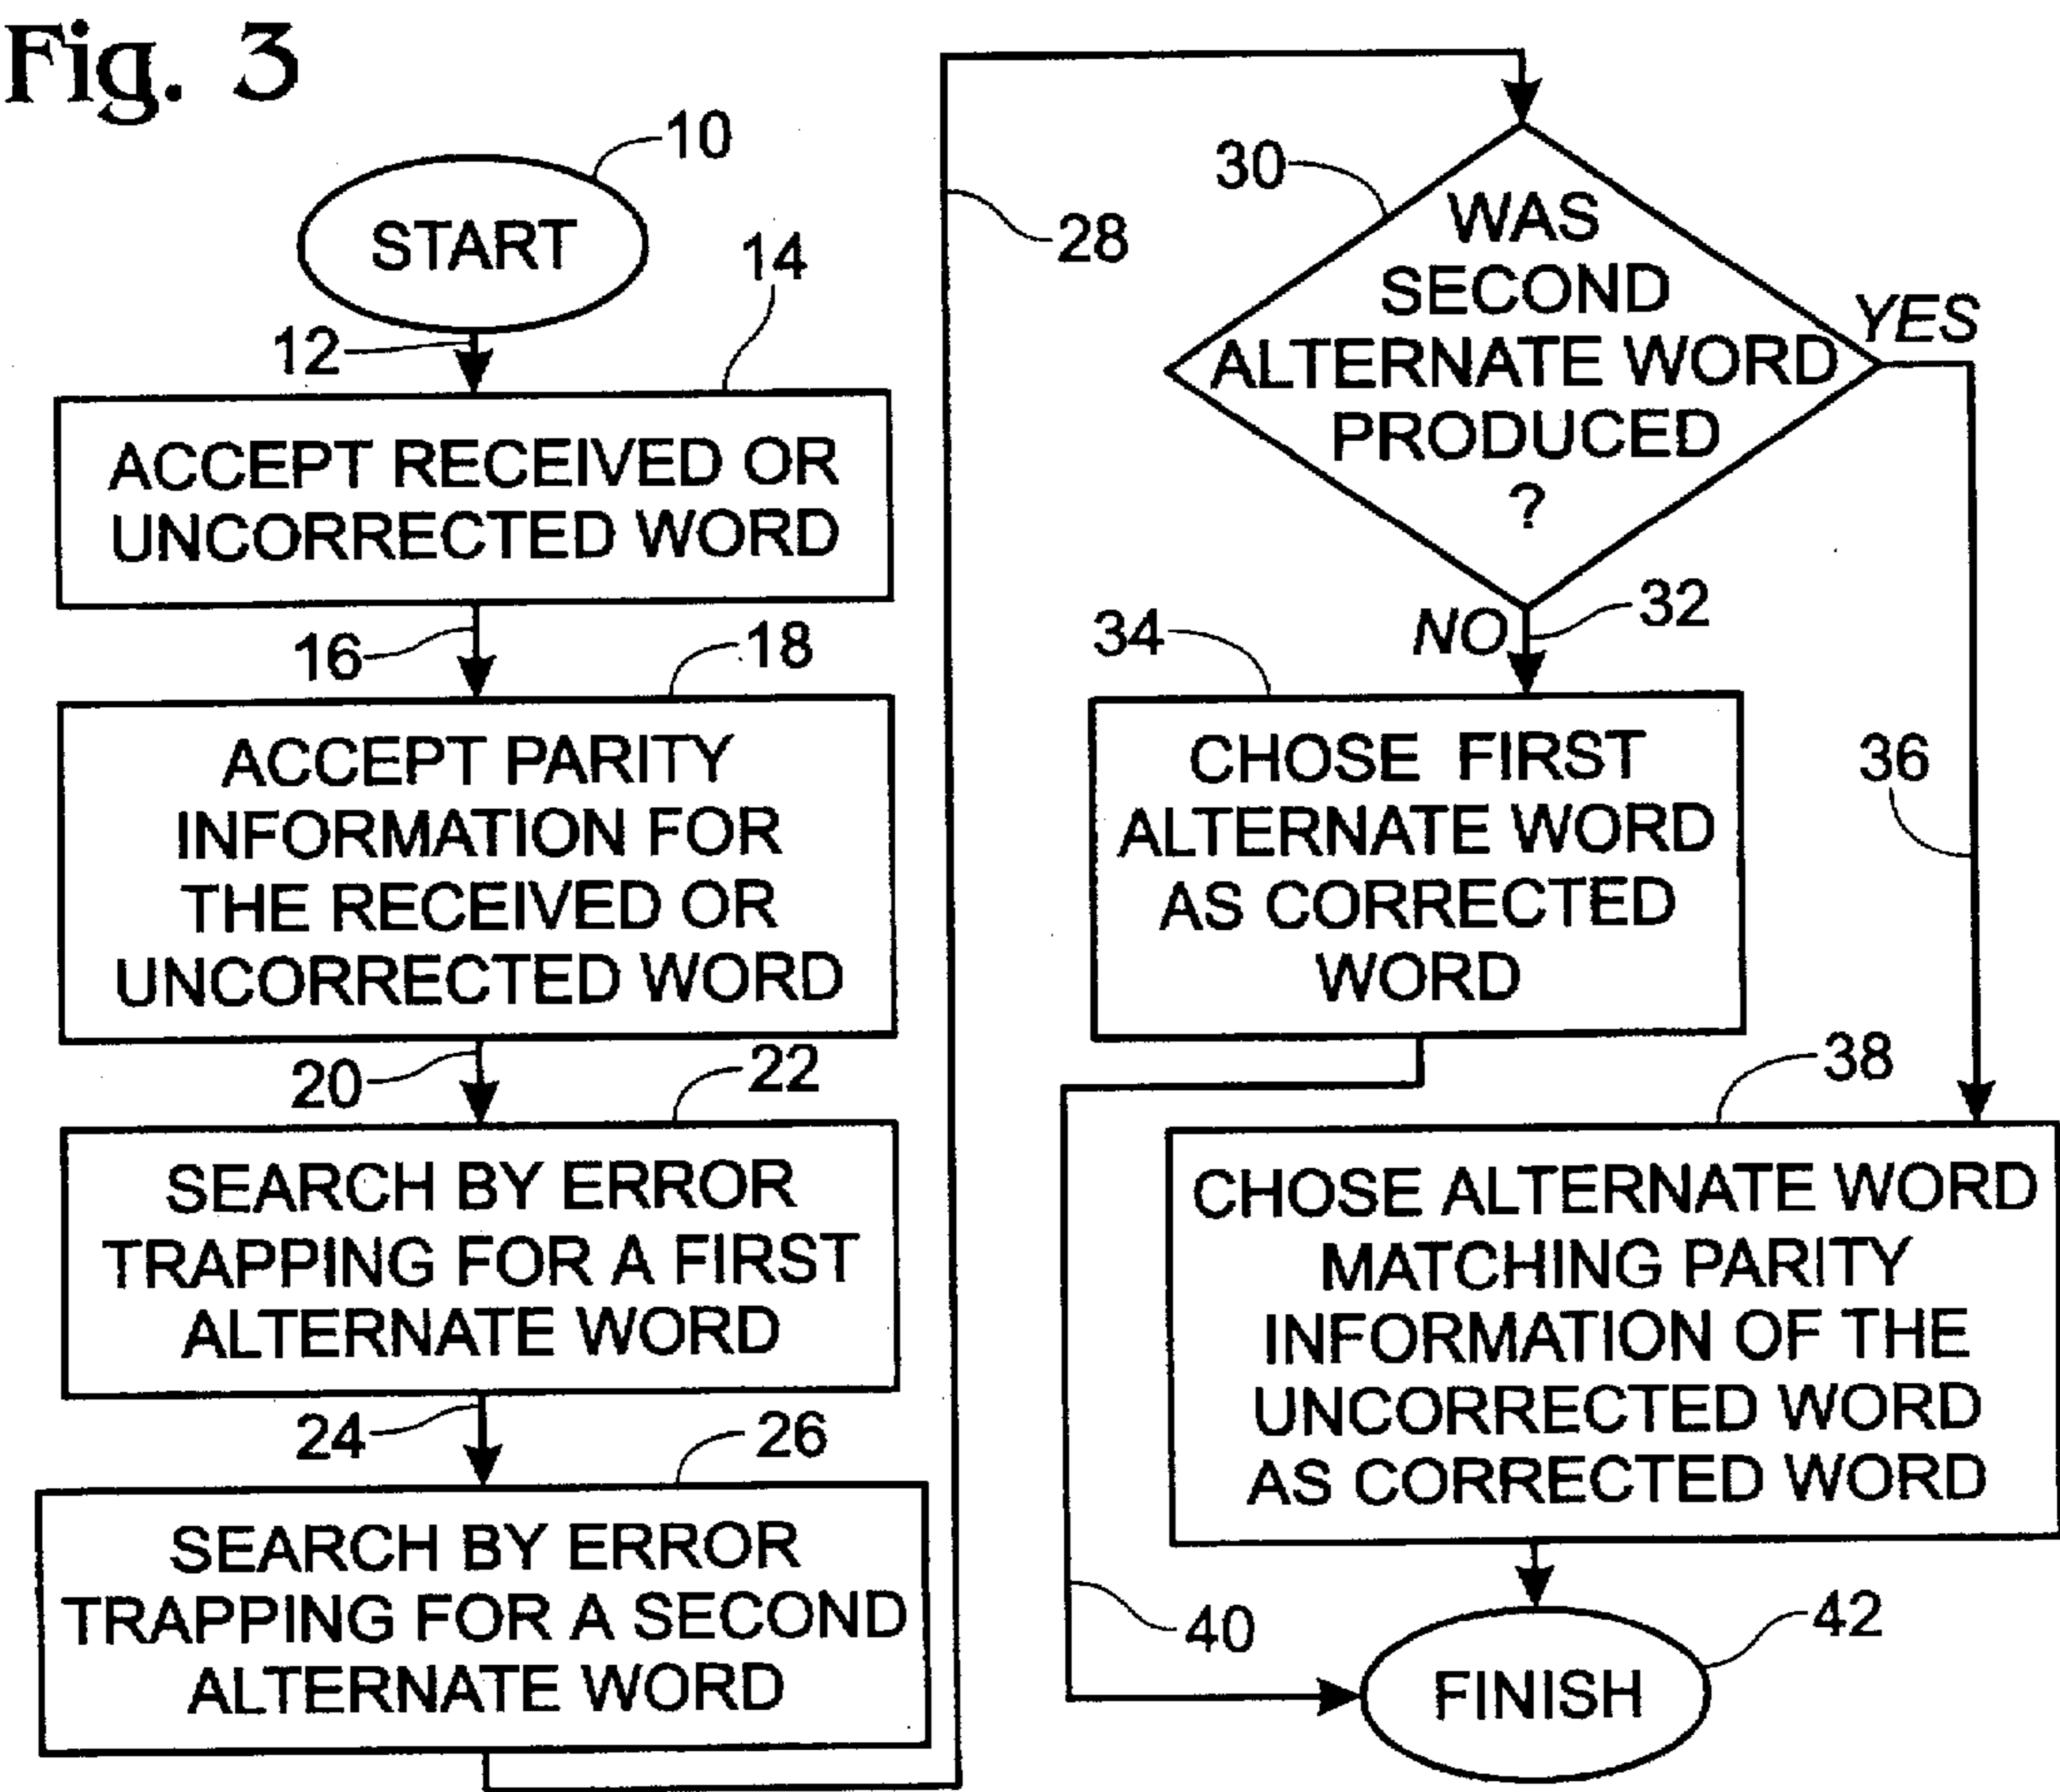 Fig. 3
10
START
12
14
ACCEPT RECEIVED OR
UNCORRECTED WORD
16
18
ACCEPT PARITY
INFORMATION FOR
THE RECEIVED OR
UNCORRECTED WORD
20
22
SEARCH BY ERROR
TRAPPING FOR A FIRST
ALTERNATE WORD
24
26
SEARCH BY ERROR
TRAPPING FOR A SECOND
ALTERNATE WORD
28
30
WAS
SECOND
ALTERNATE WORD
PRODUCED
?
YES
NO
32
34
CHOSE FIRST
ALTERNATE WORD
AS CORRECTED
WORD
36
38
CHOSE ALTERNATE WORD
MATCHING PARITY
INFORMATION OF THE
UNCORRECTED WORD
AS CORRECTED WORD
40
42
FINISH